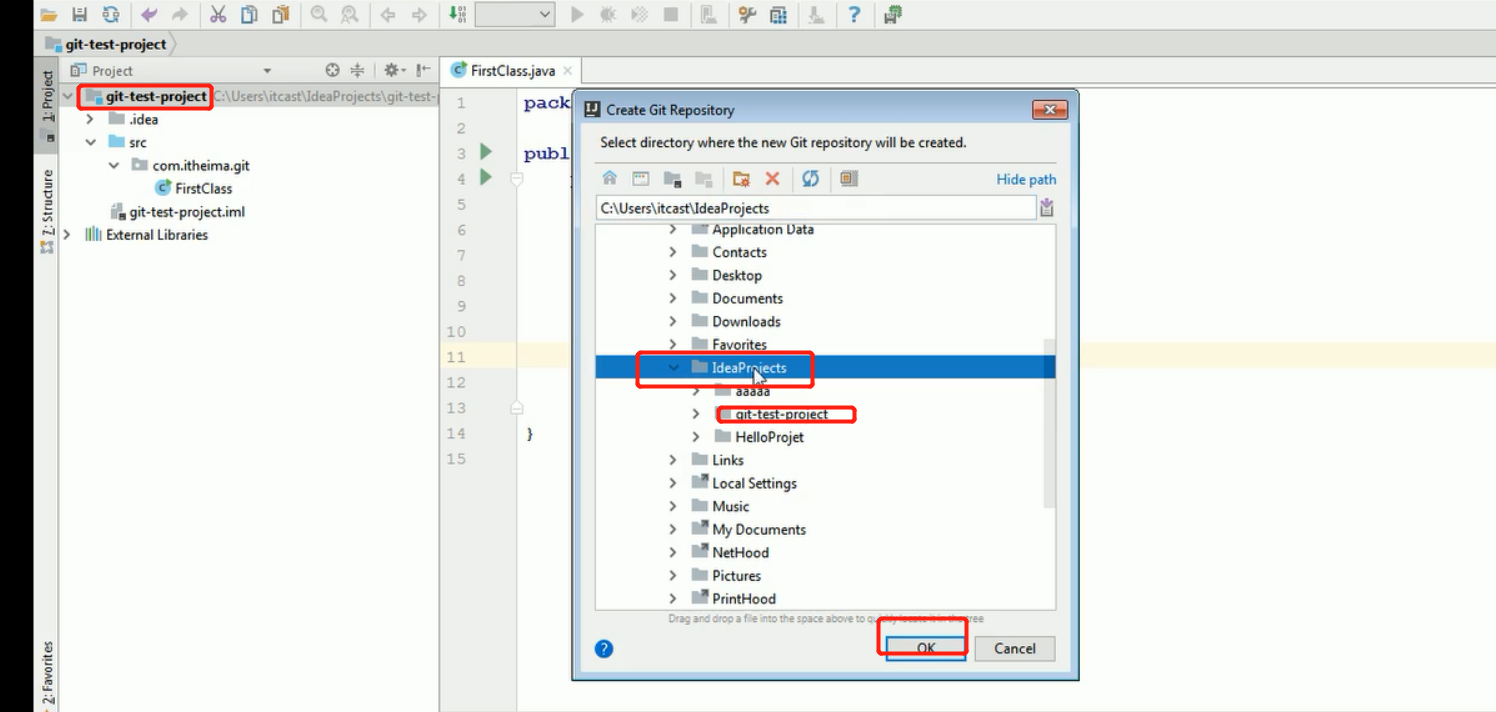 git-test-project
1: Project
Project
FirstClass.java
git-test-project C:\Users\itcast\IdeaProjects\git-test-
.idea
src
com.itheima.git
FirstClass
git-test-project.iml
External Libraries
Z: Structure
2: Favorites
1 pack
2
3 publ
4
5
6
7
8
9
10
11
12
13
14 }
15
Create Git Repository
Select directory where the new Git repository will be created.
Hide path
C:\Users\itcast\IdeaProjects
Application Data
Contacts
Desktop
Documents
Downloads
Favorites
IdeaProjects
aaaaa
git-test-project
HelloProjet
Links
Local Settings
Music
My Documents
NetHood
Pictures
PrintHood
Drag and drop a file into the space above to quickly locate it in the tree
OK
Cancel